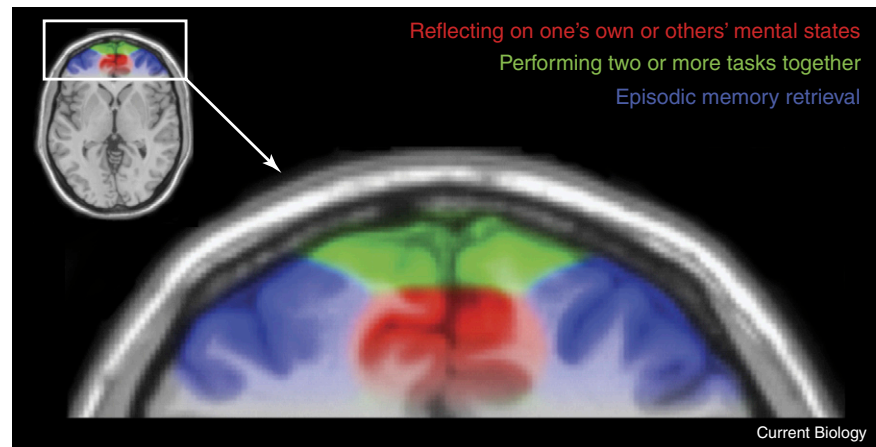 Reflecting on one's own or others' mental states
Performing two or more tasks together
Episodic memory retrieval
Current Biology